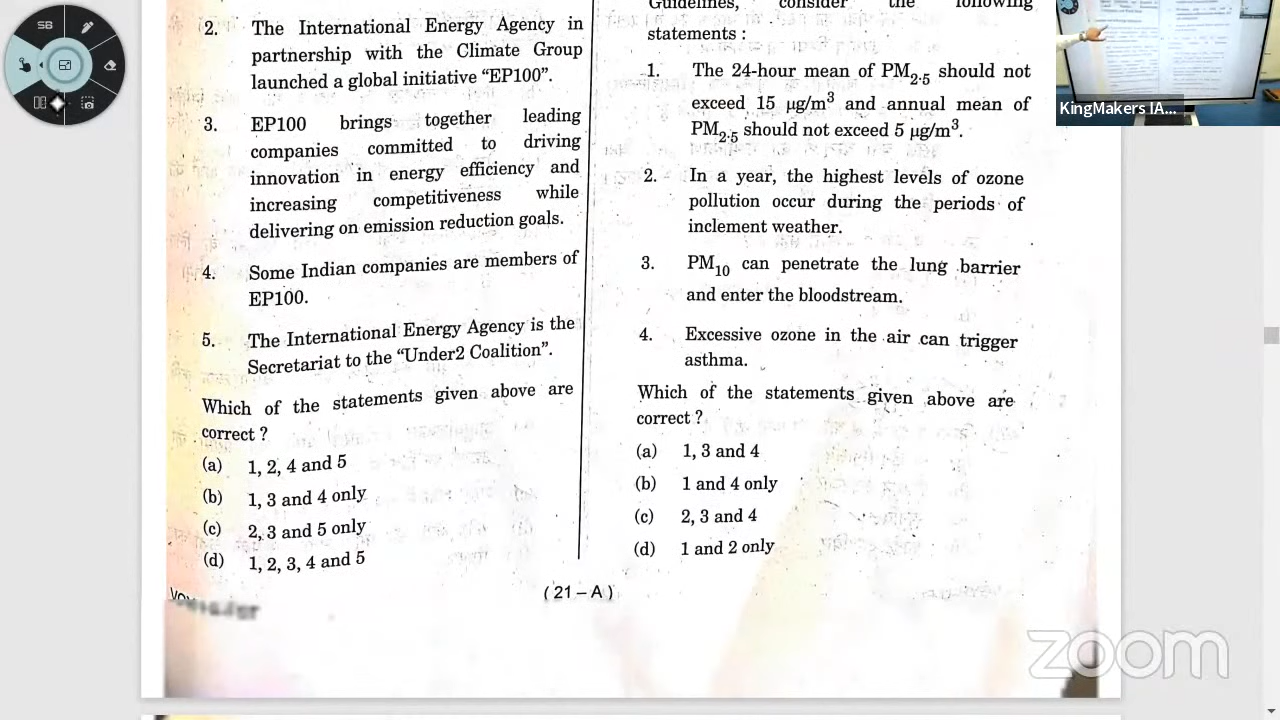 SB
2. The International Energy Agency in
partnership with the Climate Group
launched a global initiative “EP100”.
3. EP100 brings together leading
companies committed to driving
innovation in energy efficiency and
increasing competitiveness while
delivering on emission reduction goals.
4. Some Indian companies are members of
EP100.
5. The International Energy Agency is the
Secretariat to the “Under2 Coalition”.
Which of the statements given above are
correct ?
(a) 1, 2, 4 and 5
(b) 1, 3 and 4 only
(c) 2, 3 and 5 only
(d) 1, 2, 3, 4 and 5
Guidelines, consider the following
statements :
1. The 24-hour mean of PM2.5 should not
exceed 15 µg/m³ and annual mean of
PM2.5 should not exceed 5 µg/m³.
2. In a year, the highest levels of ozone
pollution occur during the periods of
inclement weather.
3. PM10 can penetrate the lung barrier
and enter the bloodstream.
4. Excessive ozone in the air can trigger
asthma.
Which of the statements given above are
correct ?
(a) 1, 3 and 4
(b) 1 and 4 only
(c) 2, 3 and 4
(d) 1 and 2 only
( 21 – A )
KingMakers IA...
zoom